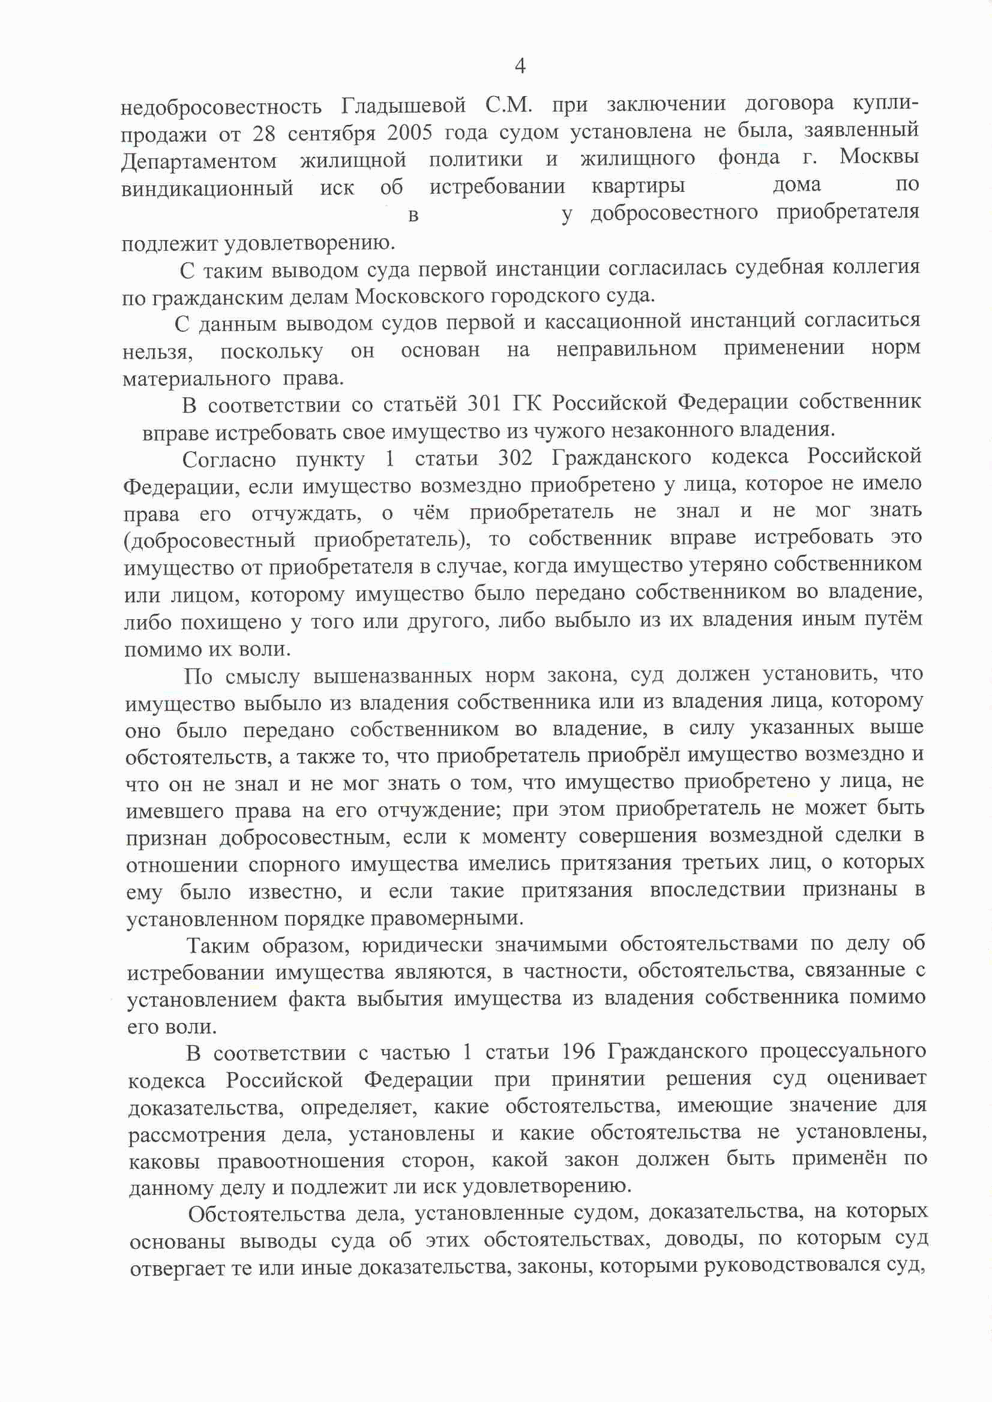 4
недобросовестность Гладышевой С.М. при заключении договора купли-
продажи от 28 сентября 2005 года судом установлена не была, заявленный
Департаментом жилищной политики и жилищного фонда г. Москвы
виндикационный иск об истребовании квартиры дома по
в у добросовестного приобретателя
подлежит удовлетворению.
С таким выводом суда первой инстанции согласилась судебная коллегия
по гражданским делам Московского городского суда.
С данным выводом судов первой и кассационной инстанций согласиться
нельзя, поскольку он основан на неправильном применении норм
материального права.
В соответствии со статьёй 301 ГК Российской Федерации собственник
вправе истребовать свое имущество из чужого незаконного владения.
Согласно пункту 1 статьи 302 Гражданского кодекса Российской
Федерации, если имущество возмездно приобретено у лица, которое не имело
права его отчуждать, о чём приобретатель не знал и не мог знать
(добросовестный приобретатель), то собственник вправе истребовать это
имущество от приобретателя в случае, когда имущество утеряно собственником
или лицом, которому имущество было передано собственником во владение,
либо похищено у того или другого, либо выбыло из их владения иным путём
помимо их воли.
По смыслу вышеназванных норм закона, суд должен установить, что
имущество выбыло из владения собственника или из владения лица, которому
оно было передано собственником во владение, в силу указанных выше
обстоятельств, а также то, что приобретатель приобрёл имущество возмездно и
что он не знал и не мог знать о том, что имущество приобретено у лица, не
имевшего права на его отчуждение; при этом приобретатель не может быть
признан добросовестным, если к моменту совершения возмездной сделки в
отношении спорного имущества имелись притязания третьих лиц, о которых
ему было известно, и если такие притязания впоследствии признаны в
установленном порядке правомерными.
Таким образом, юридически значимыми обстоятельствами по делу об
истребовании имущества являются, в частности, обстоятельства, связанные с
установлением факта выбытия имущества из владения собственника помимо
его воли.
В соответствии с частью 1 статьи 196 Гражданского процессуального
кодекса Российской Федерации при принятии решения суд оценивает
доказательства, определяет, какие обстоятельства, имеющие значение для
рассмотрения дела, установлены и какие обстоятельства не установлены,
каковы правоотношения сторон, какой закон должен быть применён по
данному делу и подлежит ли иск удовлетворению.
Обстоятельства дела, установленные судом, доказательства, на которых
основаны выводы суда об этих обстоятельствах, доводы, по которым суд
отвергает те или иные доказательства, законы, которыми руководствовался суд,